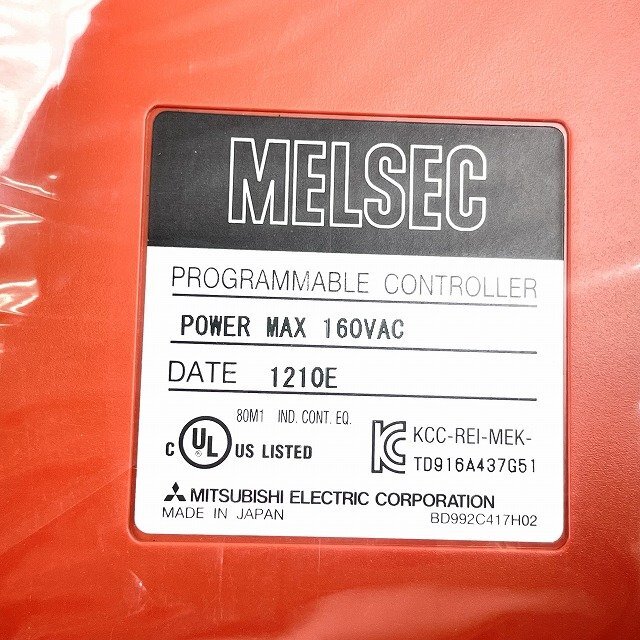 MELSEC
PROGRAMMABLE CONTROLLER
POWER MAX 160VAC
DATE 1210E
80M1 IND. CONT. EQ.
C UL US LISTED
KCC-REI-MEK-
TD916A437G51
MITSUBISHI ELECTRIC CORPORATION
MADE IN JAPAN
BD992C417H02